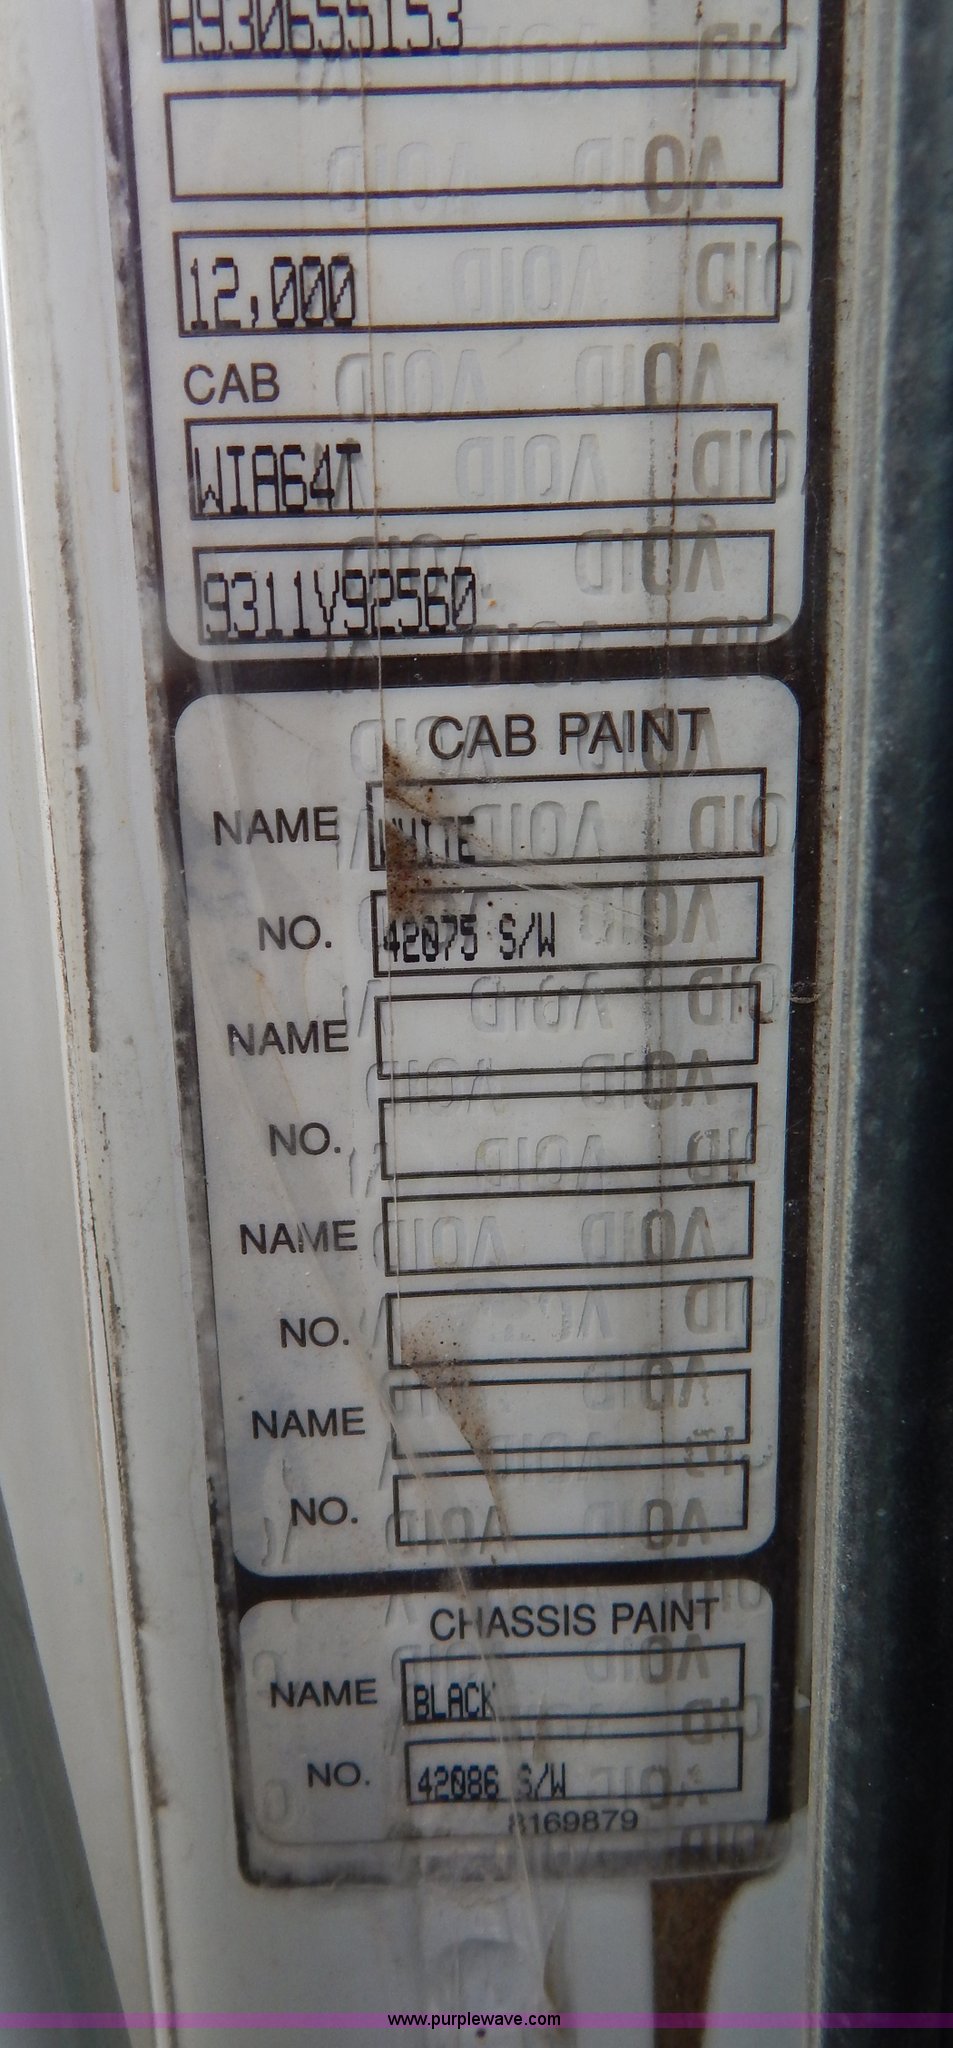 A930655153
12,000
CAB
WIA64T
9311V92560
CAB PAINT
NAME WHITE
NO. 42075 S/W
NAME
NO.
NAME
NO.
NAME
NO.
CHASSIS PAINT
NAME BLACK
NO. 42086 S/W
8169879
www.purplewave.com